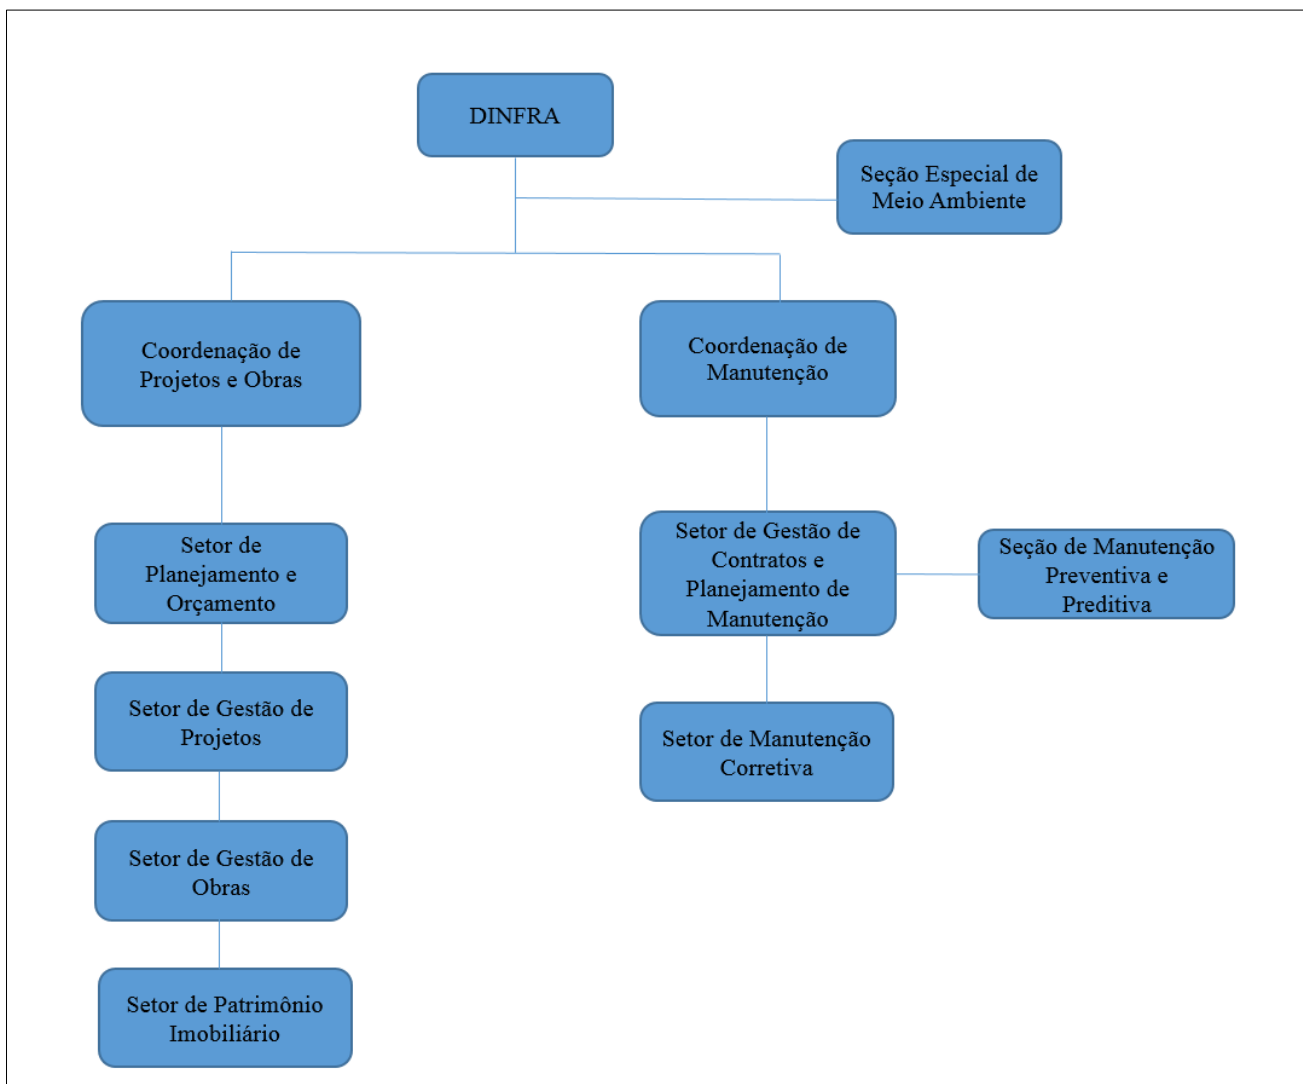 DINFRA
Seção Especial de
Meio Ambiente
Coordenação de
Projetos e Obras
Coordenação de
Manutenção
Setor de
Planejamento e
Orçamento
Setor de Gestão de
Contratos e
Planejamento de
Manutenção
Seção de Manutenção
Preventiva e
Preditiva
Setor de Gestão de
Projetos
Setor de Manutenção
Corretiva
Setor de Gestão de
Obras
Setor de Patrimônio
Imobiliário